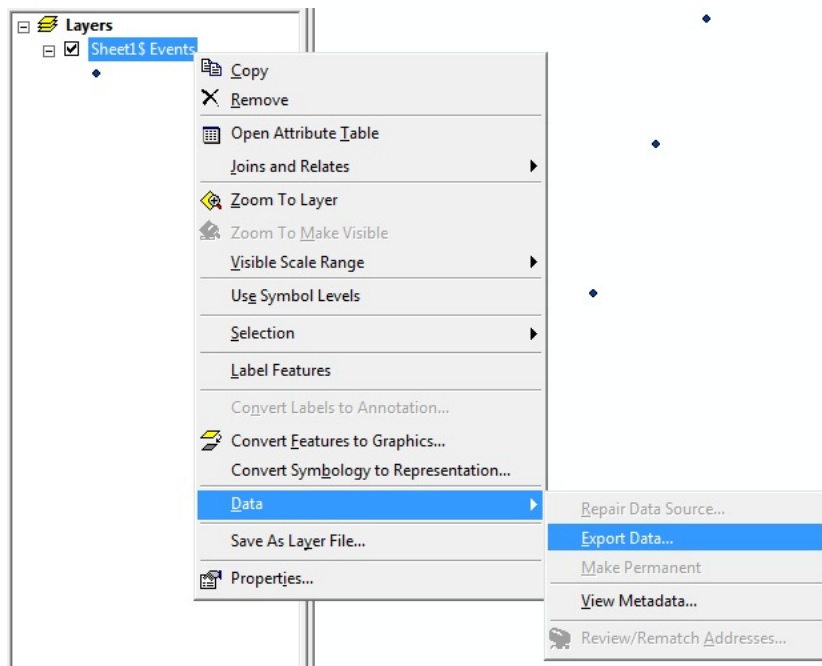 Layers
Sheet1$ Events
Copy
Remove
Open Attribute Table
Joins and Relates
Zoom To Layer
Zoom To Make Visible
Visible Scale Range
Use Symbol Levels
Selection
Label Features
Convert Labels to Annotation...
Convert Features to Graphics...
Convert Symbology to Representation...
Data
Save As Layer File...
Properties...
Repair Data Source...
Export Data...
Make Permanent
View Metadata...
Review/Rematch Addresses...